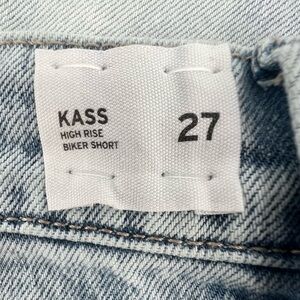 KASS
HIGH RISE
BIKER SHORT
27